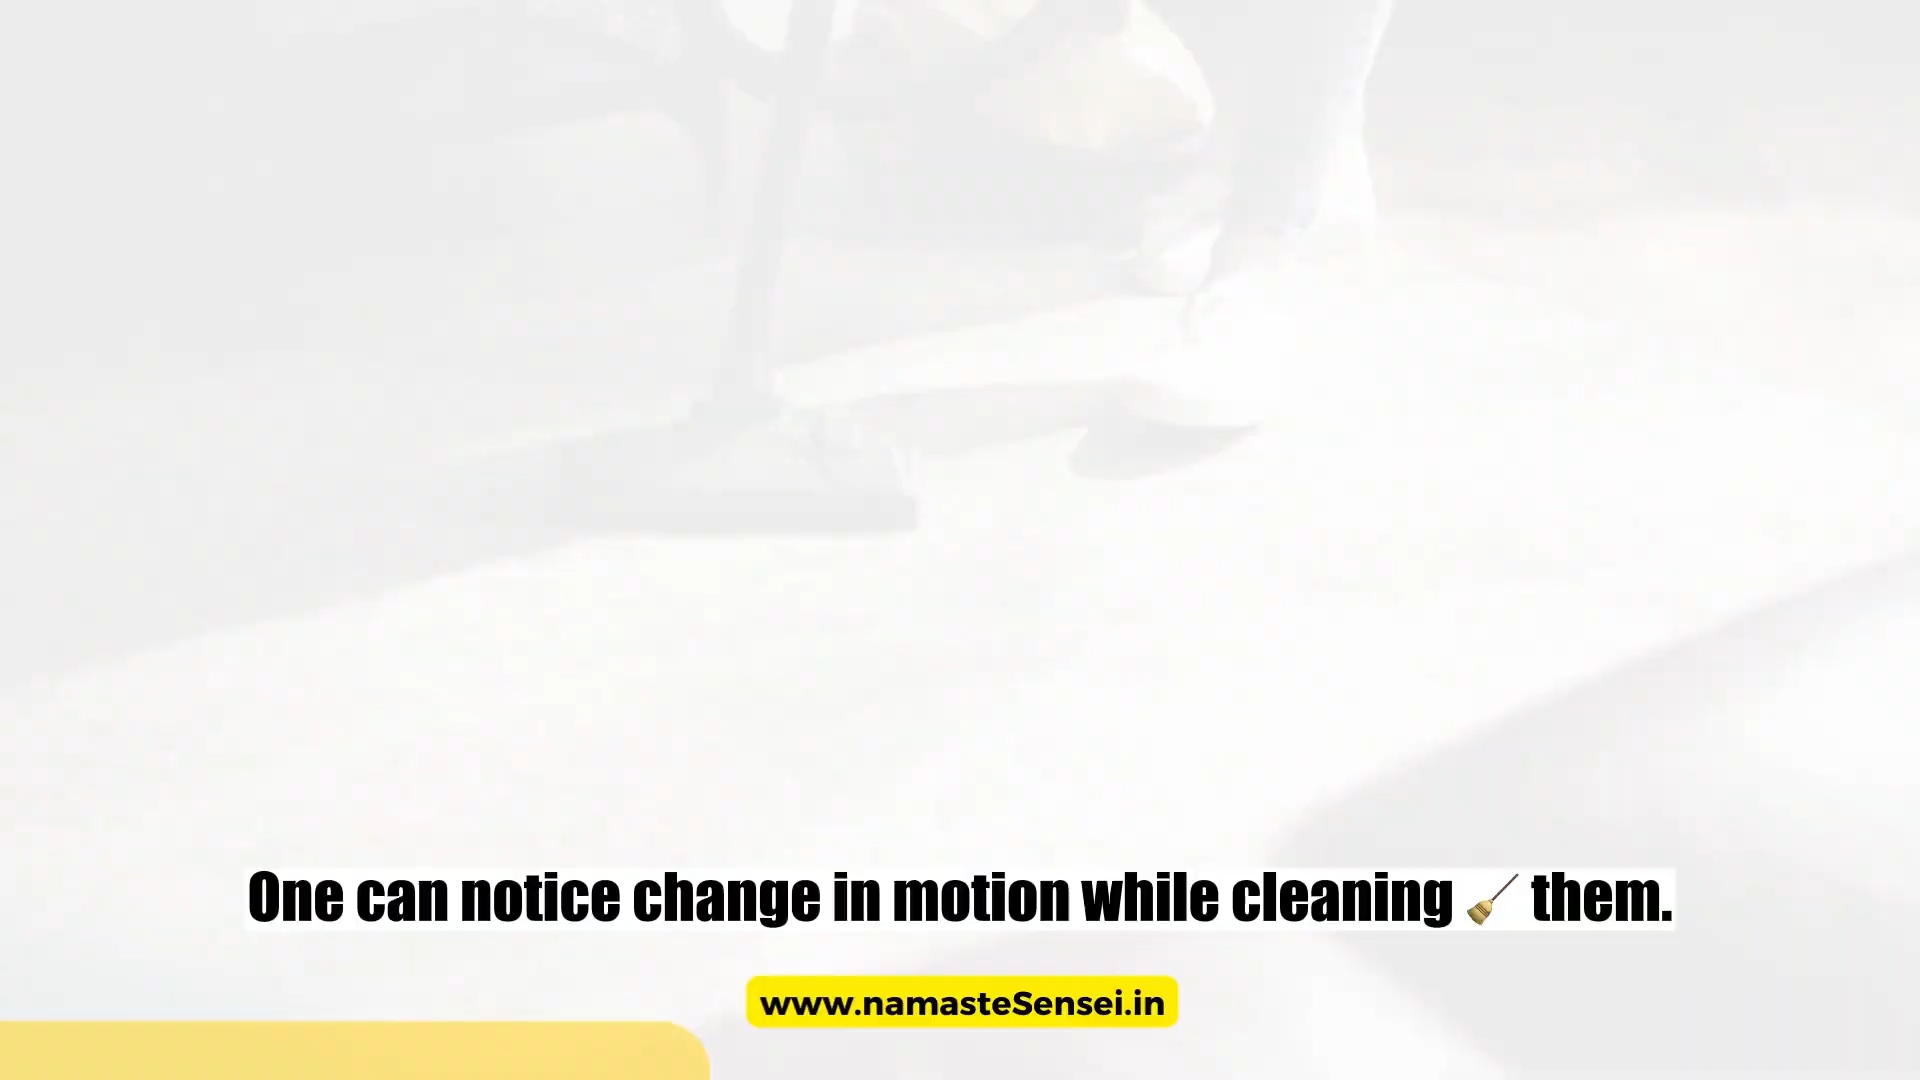 One can notice change in motion while cleaning 🧹 them.
www.namasteSensei.in